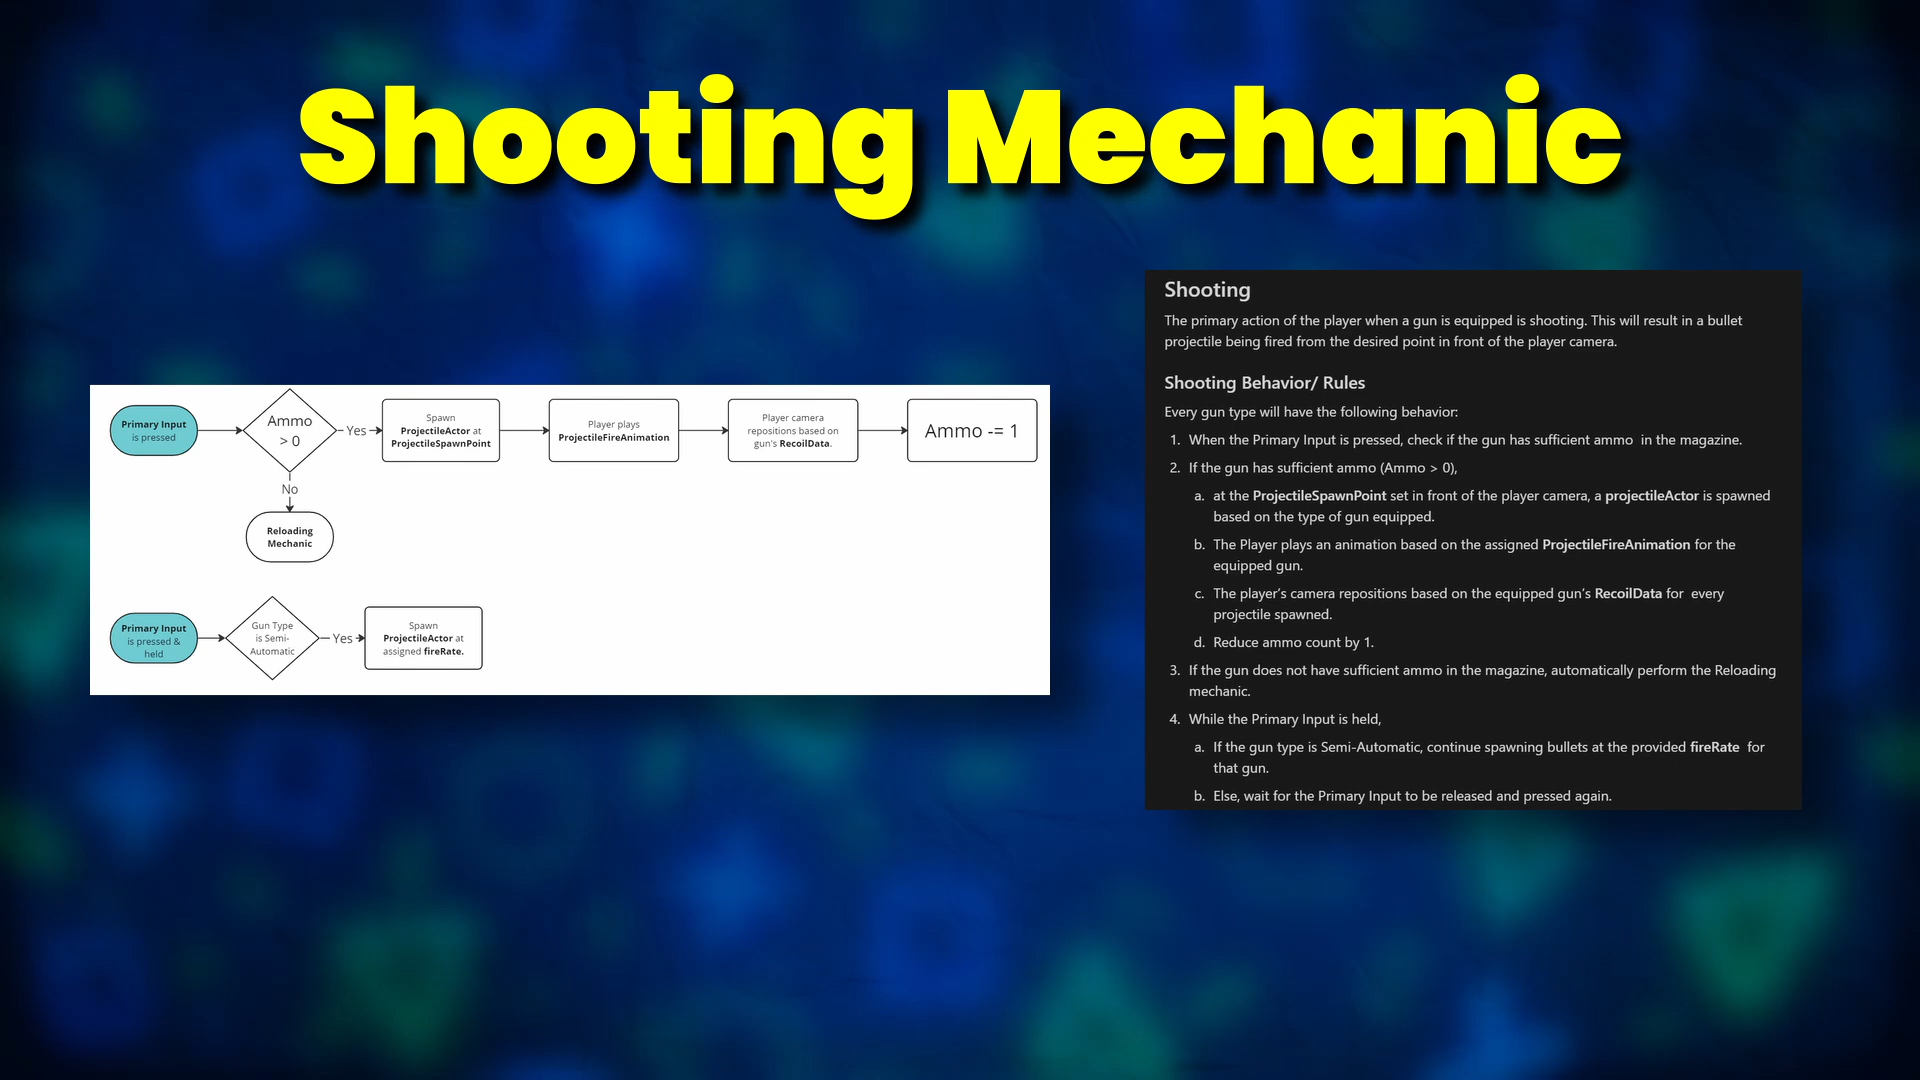 Shooting Mechanic
Primary Input
is pressed
Ammo
> 0
Yes
Spawn
ProjectileActor at
ProjectileSpawnPoint
Player plays
ProjectileFireAnimation
Player camera
repositions based on
gun's RecoilData.
Ammo -= 1
No
Reloading
Mechanic
Primary Input
is pressed &
held
Gun Type
is Semi-
Automatic
Yes
Spawn
ProjectileActor at
assigned fireRate.
Shooting
The primary action of the player when a gun is equipped is shooting. This will result in a bullet
projectile being fired from the desired point in front of the player camera.
Shooting Behavior/ Rules
Every gun type will have the following behavior:
1. When the Primary Input is pressed, check if the gun has sufficient ammo in the magazine.
2. If the gun has sufficient ammo (Ammo > 0),
a. at the ProjectileSpawnPoint set in front of the player camera, a projectileActor is spawned
based on the type of gun equipped.
b. The Player plays an animation based on the assigned ProjectileFireAnimation for the
equipped gun.
c. The player's camera repositions based on the equipped gun's RecoilData for every
projectile spawned.
d. Reduce ammo count by 1.
3. If the gun does not have sufficient ammo in the magazine, automatically perform the Reloading
mechanic.
4. While the Primary Input is held,
a. If the gun type is Semi-Automatic, continue spawning bullets at the provided fireRate for
that gun.
b. Else, wait for the Primary Input to be released and pressed again.